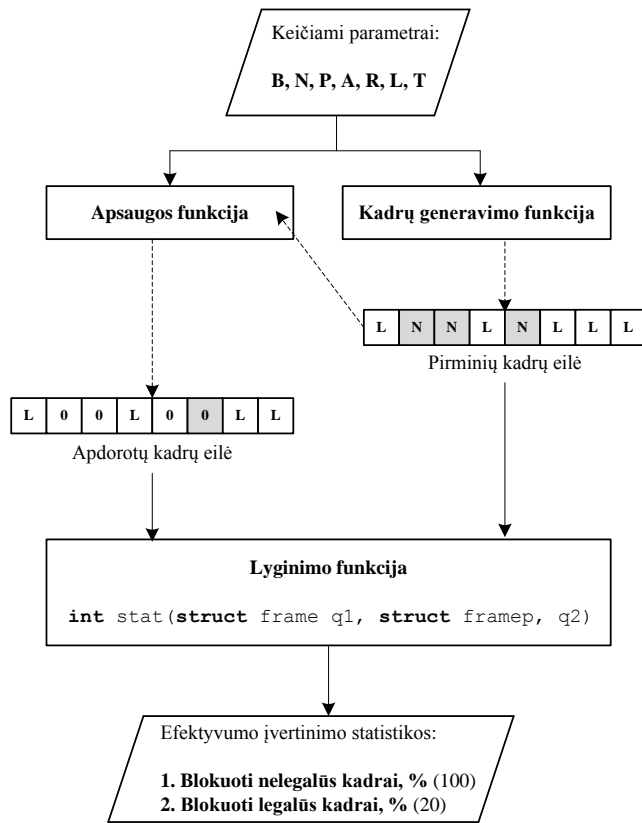 Keičiami parametrai:
B, N, P, A, R, L, T
Apsaugos funkcija
Kadrų generavimo funkcija
L N N L N L L L
Pirminių kadrų eilė
L 0 0 L 0 0 L L
Apdorotų kadrų eilė
Lyginimo funkcija
int stat(struct frame q1, struct framep, q2)
Efektyvumo įvertinimo statistikos:
1. Blokuoti nelegalūs kadrai, % (100)
2. Blokuoti legalūs kadrai, % (20)